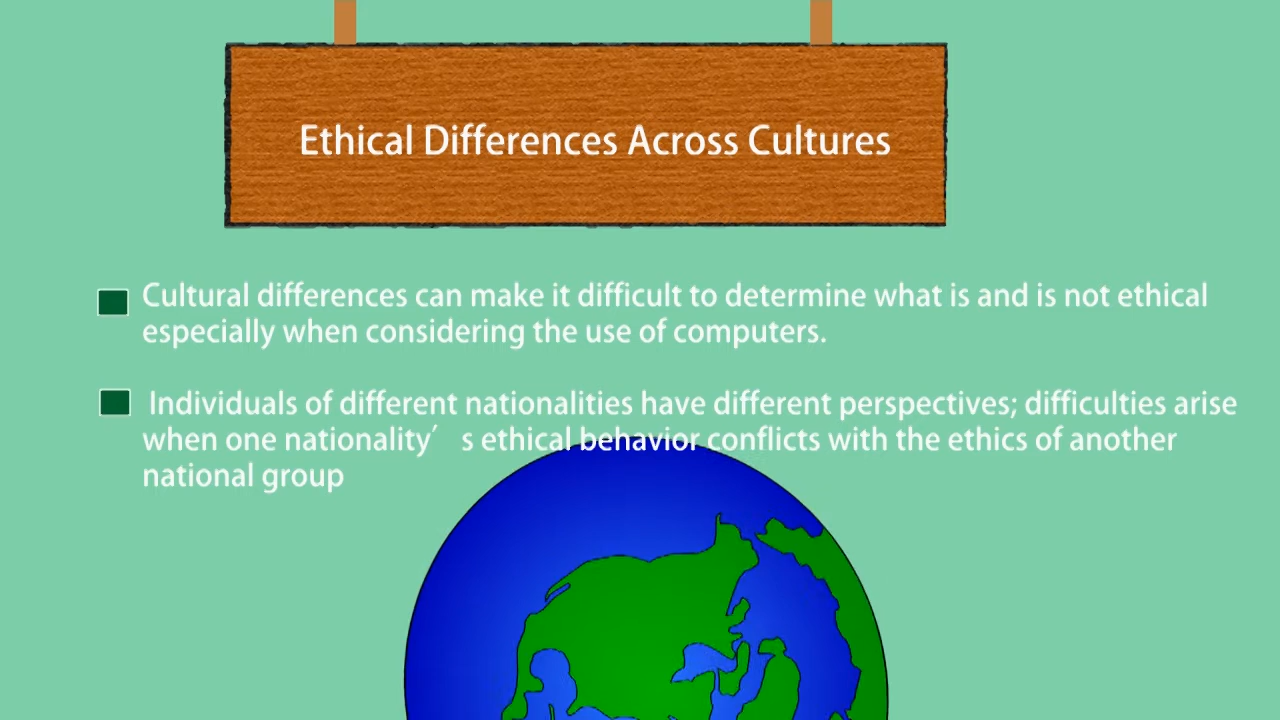 Ethical Differences Across Cultures
Cultural differences can make it difficult to determine what is and is not ethical
especially when considering the use of computers.
Individuals of different nationalities have different perspectives; difficulties arise
when one nationality′ s ethical behavior conflicts with the ethics of another
national group